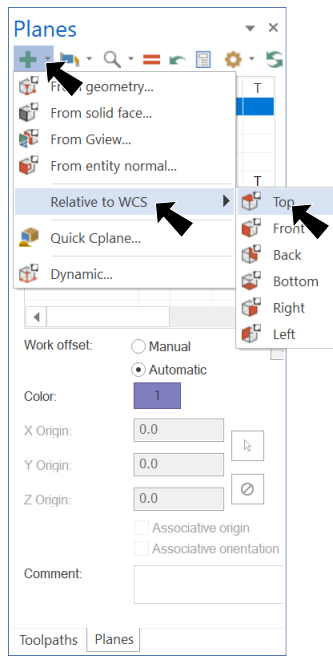 Planes
From geometry...
T
From solid face...
From Gview...
From entity normal...
T
Relative to WCS
Top
Quick Cplane...
Front
Back
Dynamic...
Bottom
Right
Left
Work offset:
Manual
Automatic
Color:
1
X Origin:
0.0
Y Origin:
0.0
Z Origin:
0.0
Associative origin
Associative orientation
Comment:
Toolpaths
Planes